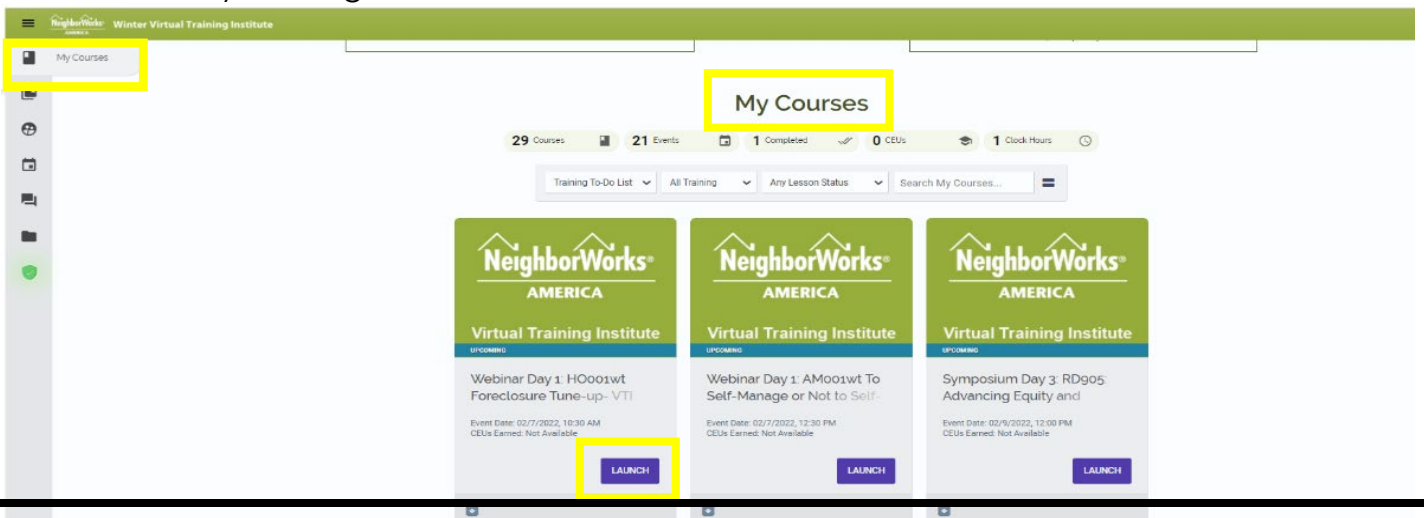 NeighborWorks AMERICA Winter Virtual Training Institute
My Courses
My Courses
29 Courses 21 Events 1 Completed 0 CEUs 1 Clock Hours
Training To-Do List All Training Any Lesson Status Search My Courses...
NeighborWorks® NeighborWorks® NeighborWorks®
AMERICA AMERICA AMERICA
Virtual Training Institute Virtual Training Institute Virtual Training Institute
UPCOMING UPCOMING UPCOMING
Webinar Day 1: HO001wt Webinar Day 1: AM001wt To Symposium Day 3: RD905:
Foreclosure Tune-up- VTI Self-Manage or Not to Self- Advancing Equity and
Event Date: 02/7/2022, 10:30 AM Event Date: 02/7/2022, 12:30 PM Event Date: 02/9/2022, 12:00 PM
CEUs Earned: Not Available CEUs Earned: Not Available CEUs Earned: Not Available
LAUNCH LAUNCH LAUNCH